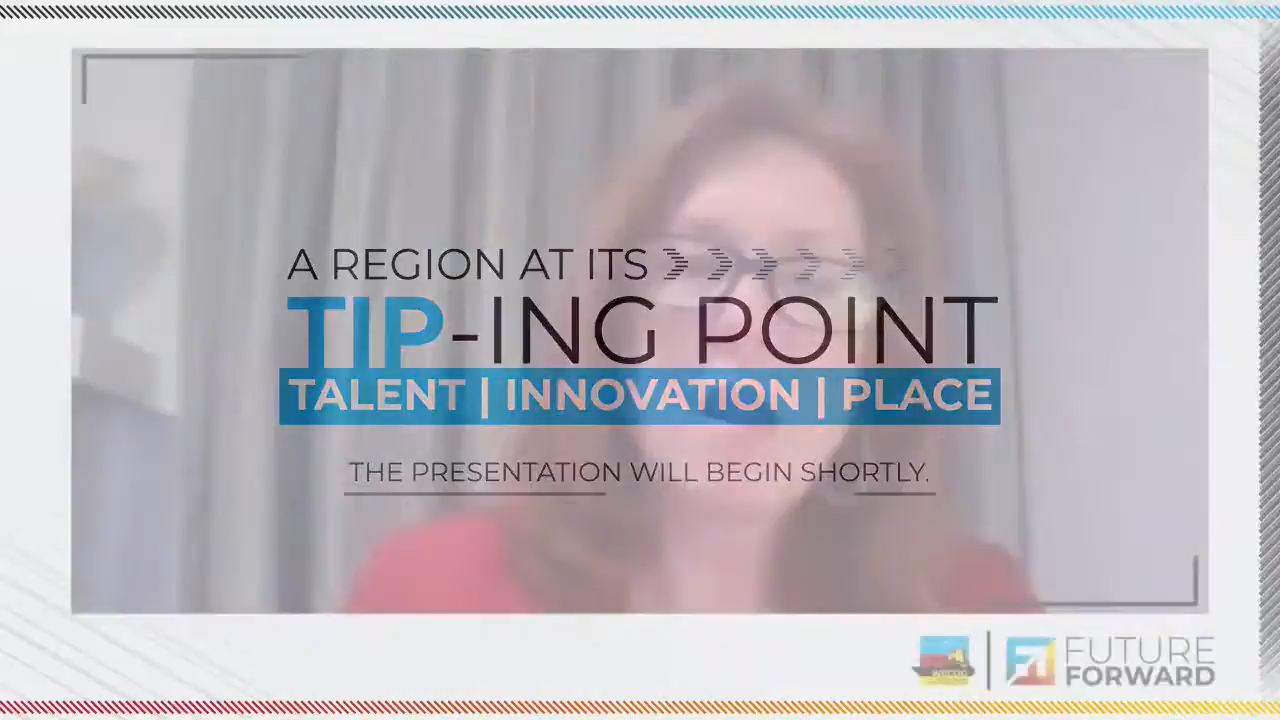 A REGION AT ITS
TIP-ING POINT
TALENT | INNOVATION | PLACE
THE PRESENTATION WILL BEGIN SHORTLY.
FUTURE
FORWARD